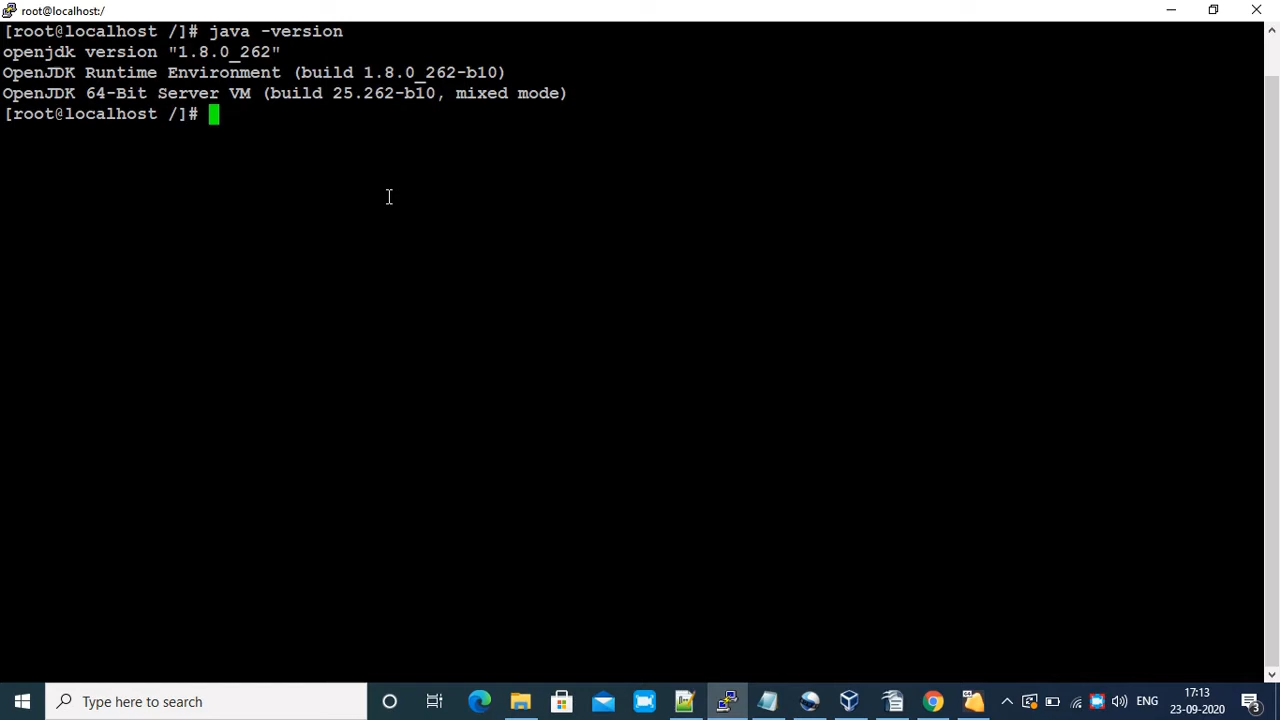 root@localhost:/
[root@localhost /]# java -version
openjdk version "1.8.0_262"
OpenJDK Runtime Environment (build 1.8.0_262-b10)
OpenJDK 64-Bit Server VM (build 25.262-b10, mixed mode)
[root@localhost /]#
Type here to search
ENG
17:13
23-09-2020
3